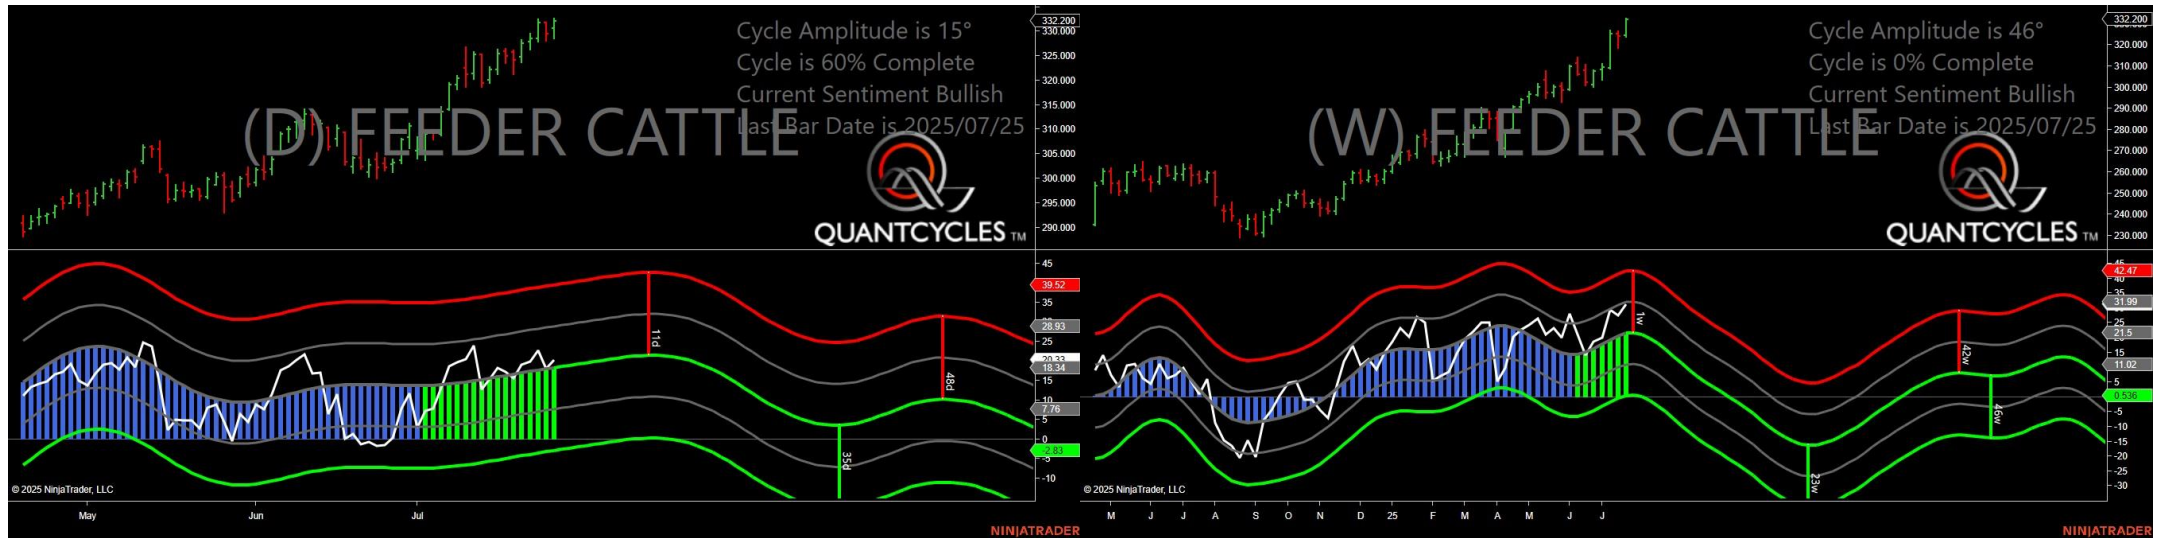 Cycle Amplitude is 15°
Cycle is 60% Complete
Current Sentiment Bullish
Last Bar Date is 2025/07/25
(D) FEEDER CATTLE
QUANTCYCLES TM
332.200
330.000
325.000
320.000
315.000
310.000
305.000
300.000
295.000
290.000
45
39.52
35
28.93
25
20.33
18.34
15
10
7.76
5
0
-2.83
-5
-10
11d
35d
48d
© 2025 NinjaTrader, LLC
May Jun Jul
NINJATRADER
Cycle Amplitude is 46°
Cycle is 0% Complete
Current Sentiment Bullish
Last Bar Date is 2025/07/25
(W) FEEDER CATTLE
QUANTCYCLES TM
332.200
320.000
310.000
300.000
290.000
280.000
270.000
260.000
250.000
240.000
230.000
45
42.47
40
35
31.99
25
21.5
15
11.02
5
0.536
-5
-10
-15
-20
-25
-30
1w
23w
42w
46w
© 2025 NinjaTrader, LLC
M J J A S O N D 25 F M A M J J
NINJATRADER